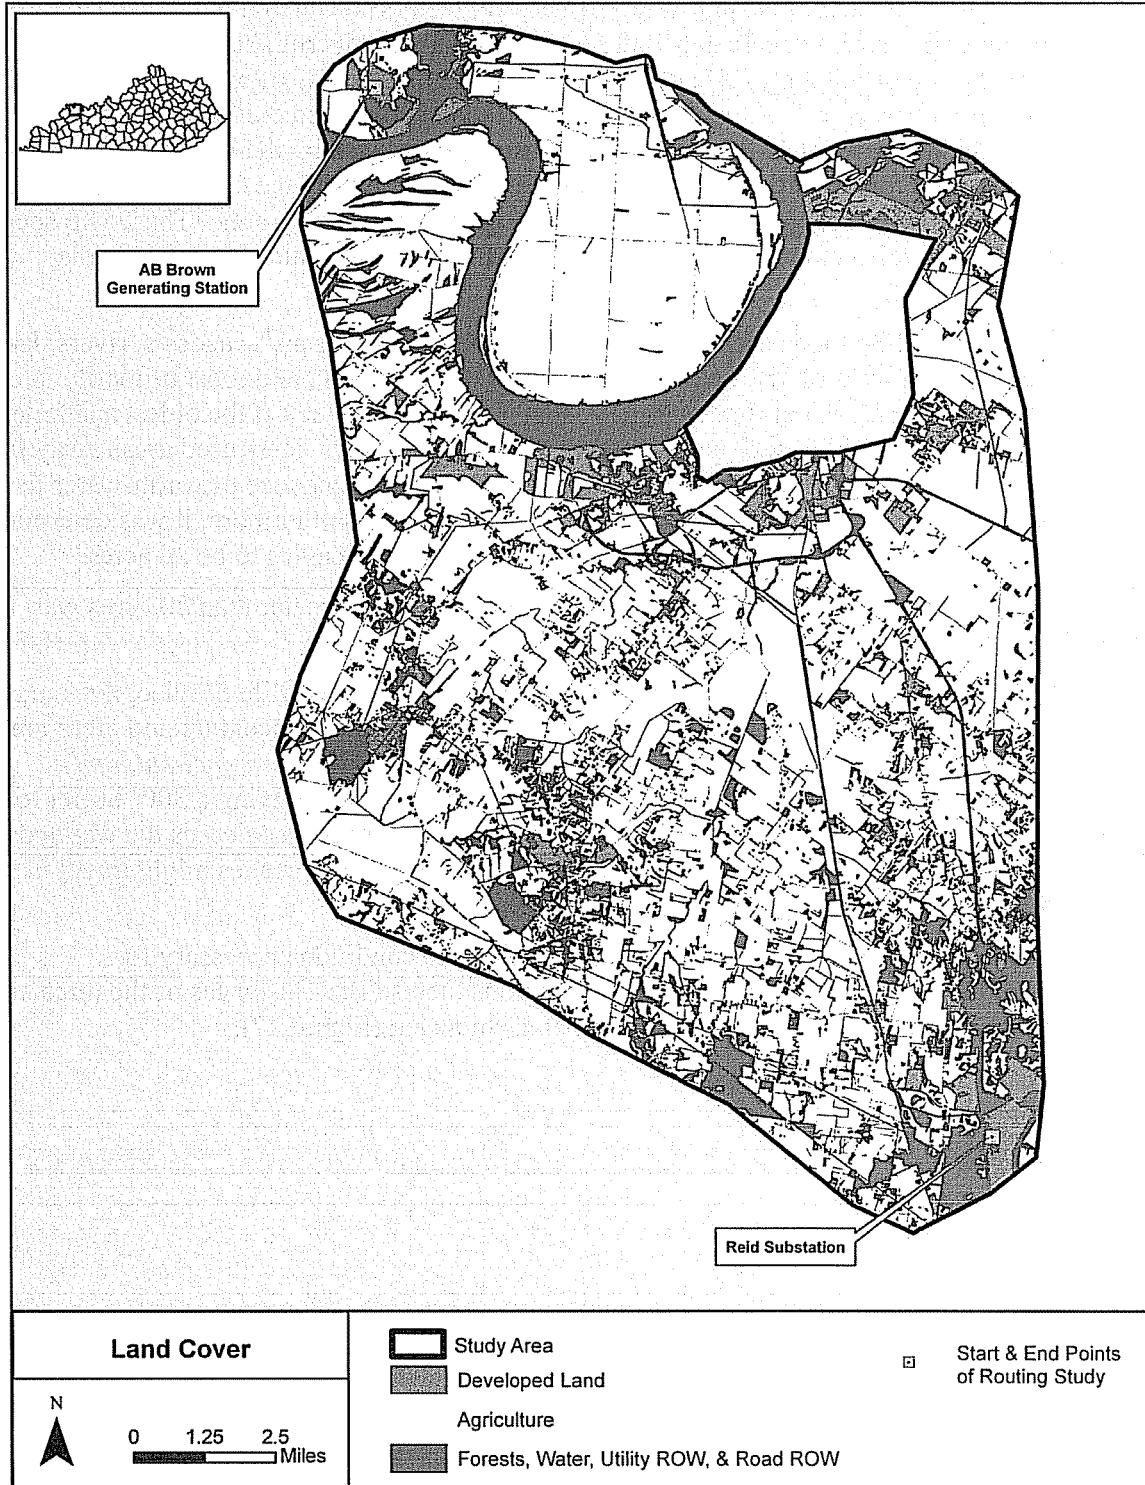 AB Brown
Generating Station
Reid Substation
Land Cover
N
0 1.25 2.5
Miles
Study Area
Developed Land
Agriculture
Forests, Water, Utility ROW, & Road ROW
Start & End Points
of Routing Study